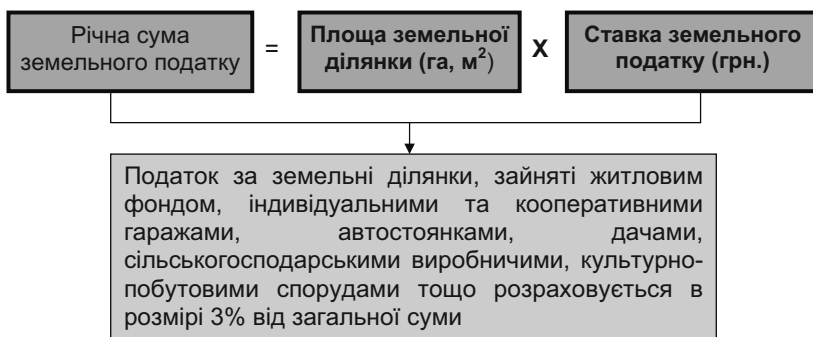 Річна сума
земельного податку
=
Площа земельної
ділянки (га, м²)
X
Ставка земельного
податку (грн.)
Податок за земельні ділянки, зайняті житловим
фондом, індивідуальними та кооперативними
гаражами, автостоянками, дачами,
сільськогосподарськими виробничими, культурно-
побутовими спорудами тощо розраховується в
розмірі 3% від загальної суми